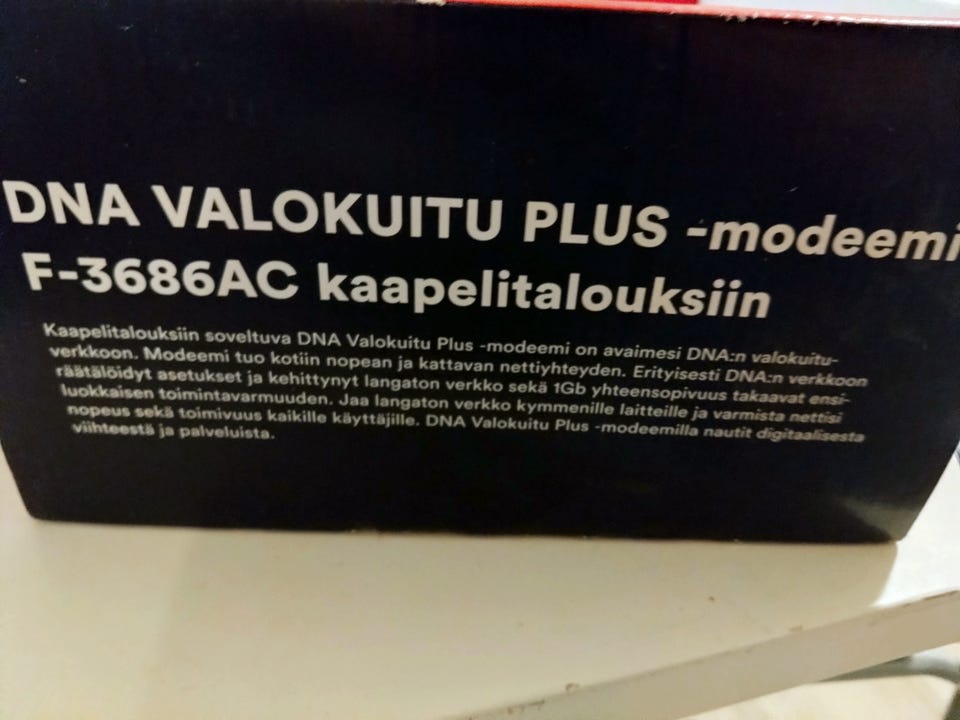 DNA VALOKUITU PLUS -modeemi
F-3686AC kaapelitalouksiin
Kaapelitalouksiin soveltuva DNA Valokuitu Plus -modeemi on avaimesi DNA:n valokuitu-
verkkoon. Modeemi tuo kotiin nopean ja kattavan nettiyhteyden. Erityisesti DNA:n verkkoon
räätälöidyt asetukset ja kehittynyt langaton verkko sekä 1Gb yhteensopivuus takaavat ensi-
luokkaisen toimintavarmuuden. Jaa langaton verkko kymmenille laitteille ja varmista nettisi
nopeus sekä toimivuus kaikille käyttäjille. DNA Valokuitu Plus -modeemilla nautit digitaalisesta
viihteestä ja palveluista.